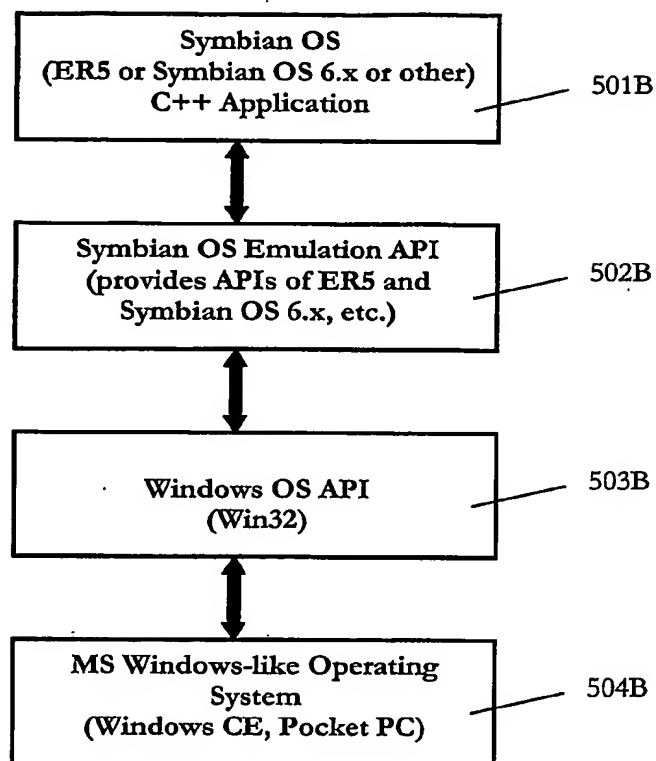 Symbian OS
(ER5 or Symbian OS 6.x or other)
C++ Application
501B
Symbian OS Emulation API
(provides APIs of ER5 and
Symbian OS 6.x, etc.)
502B
Windows OS API
(Win32)
503B
MS Windows-like Operating
System
(Windows CE, Pocket PC)
504B